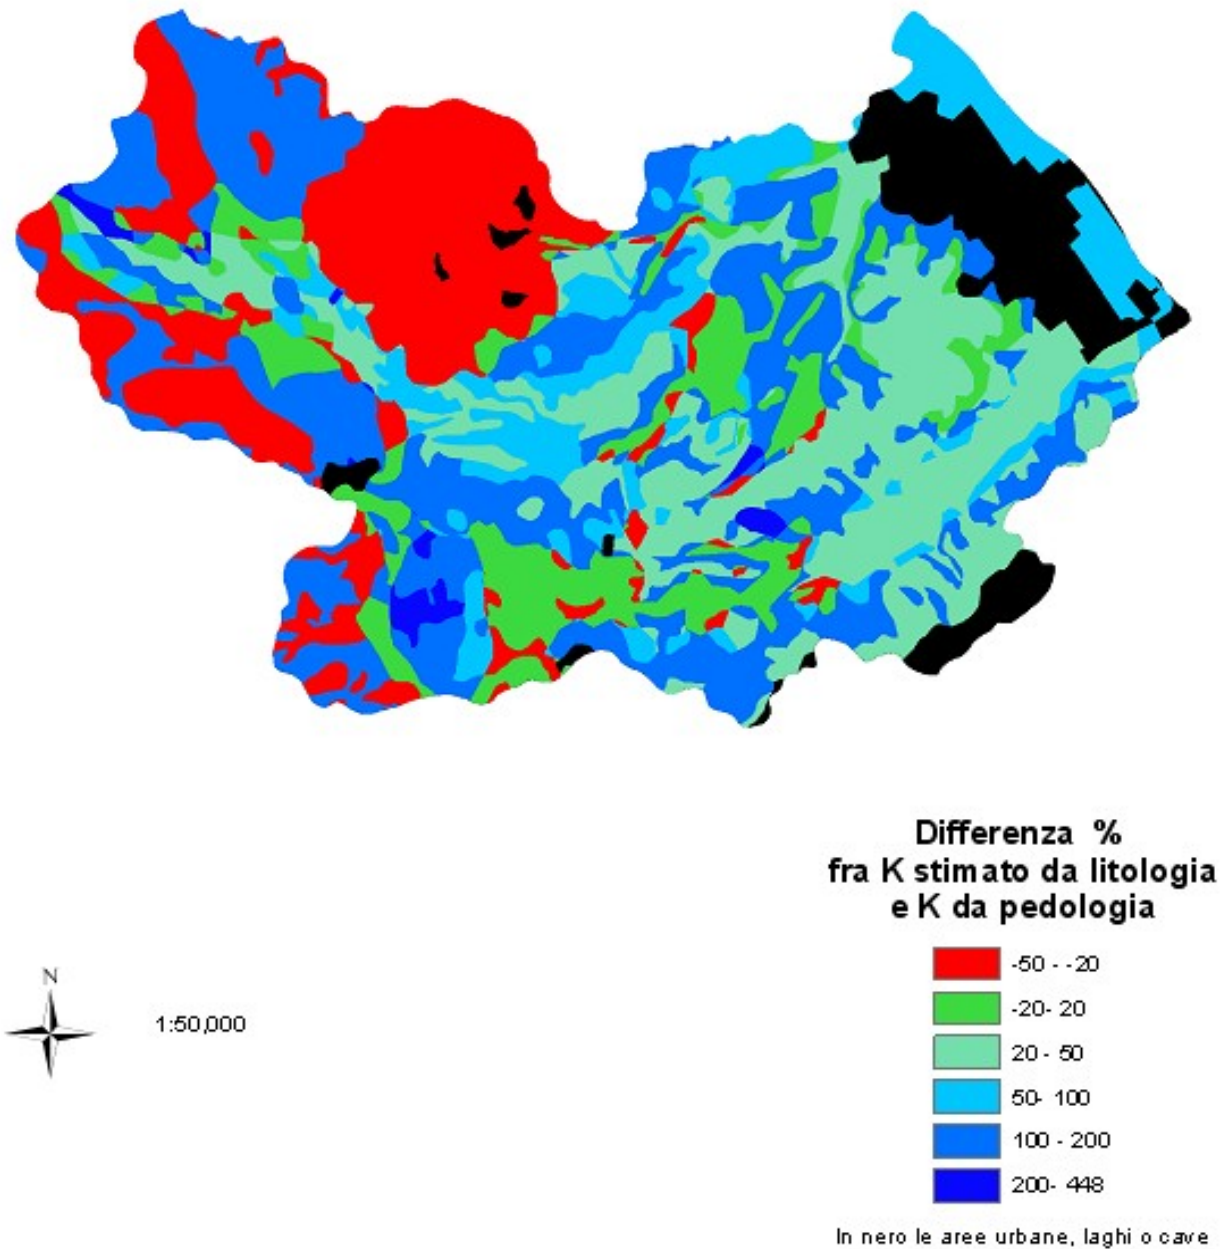 Differenza %
fra K stimato da litologia
e K da pedologia
-50 - -20
-20- 20
20 - 50
50- 100
100 - 200
200- 448
In nero le aree urbane, laghi o cave
N
1:50,000